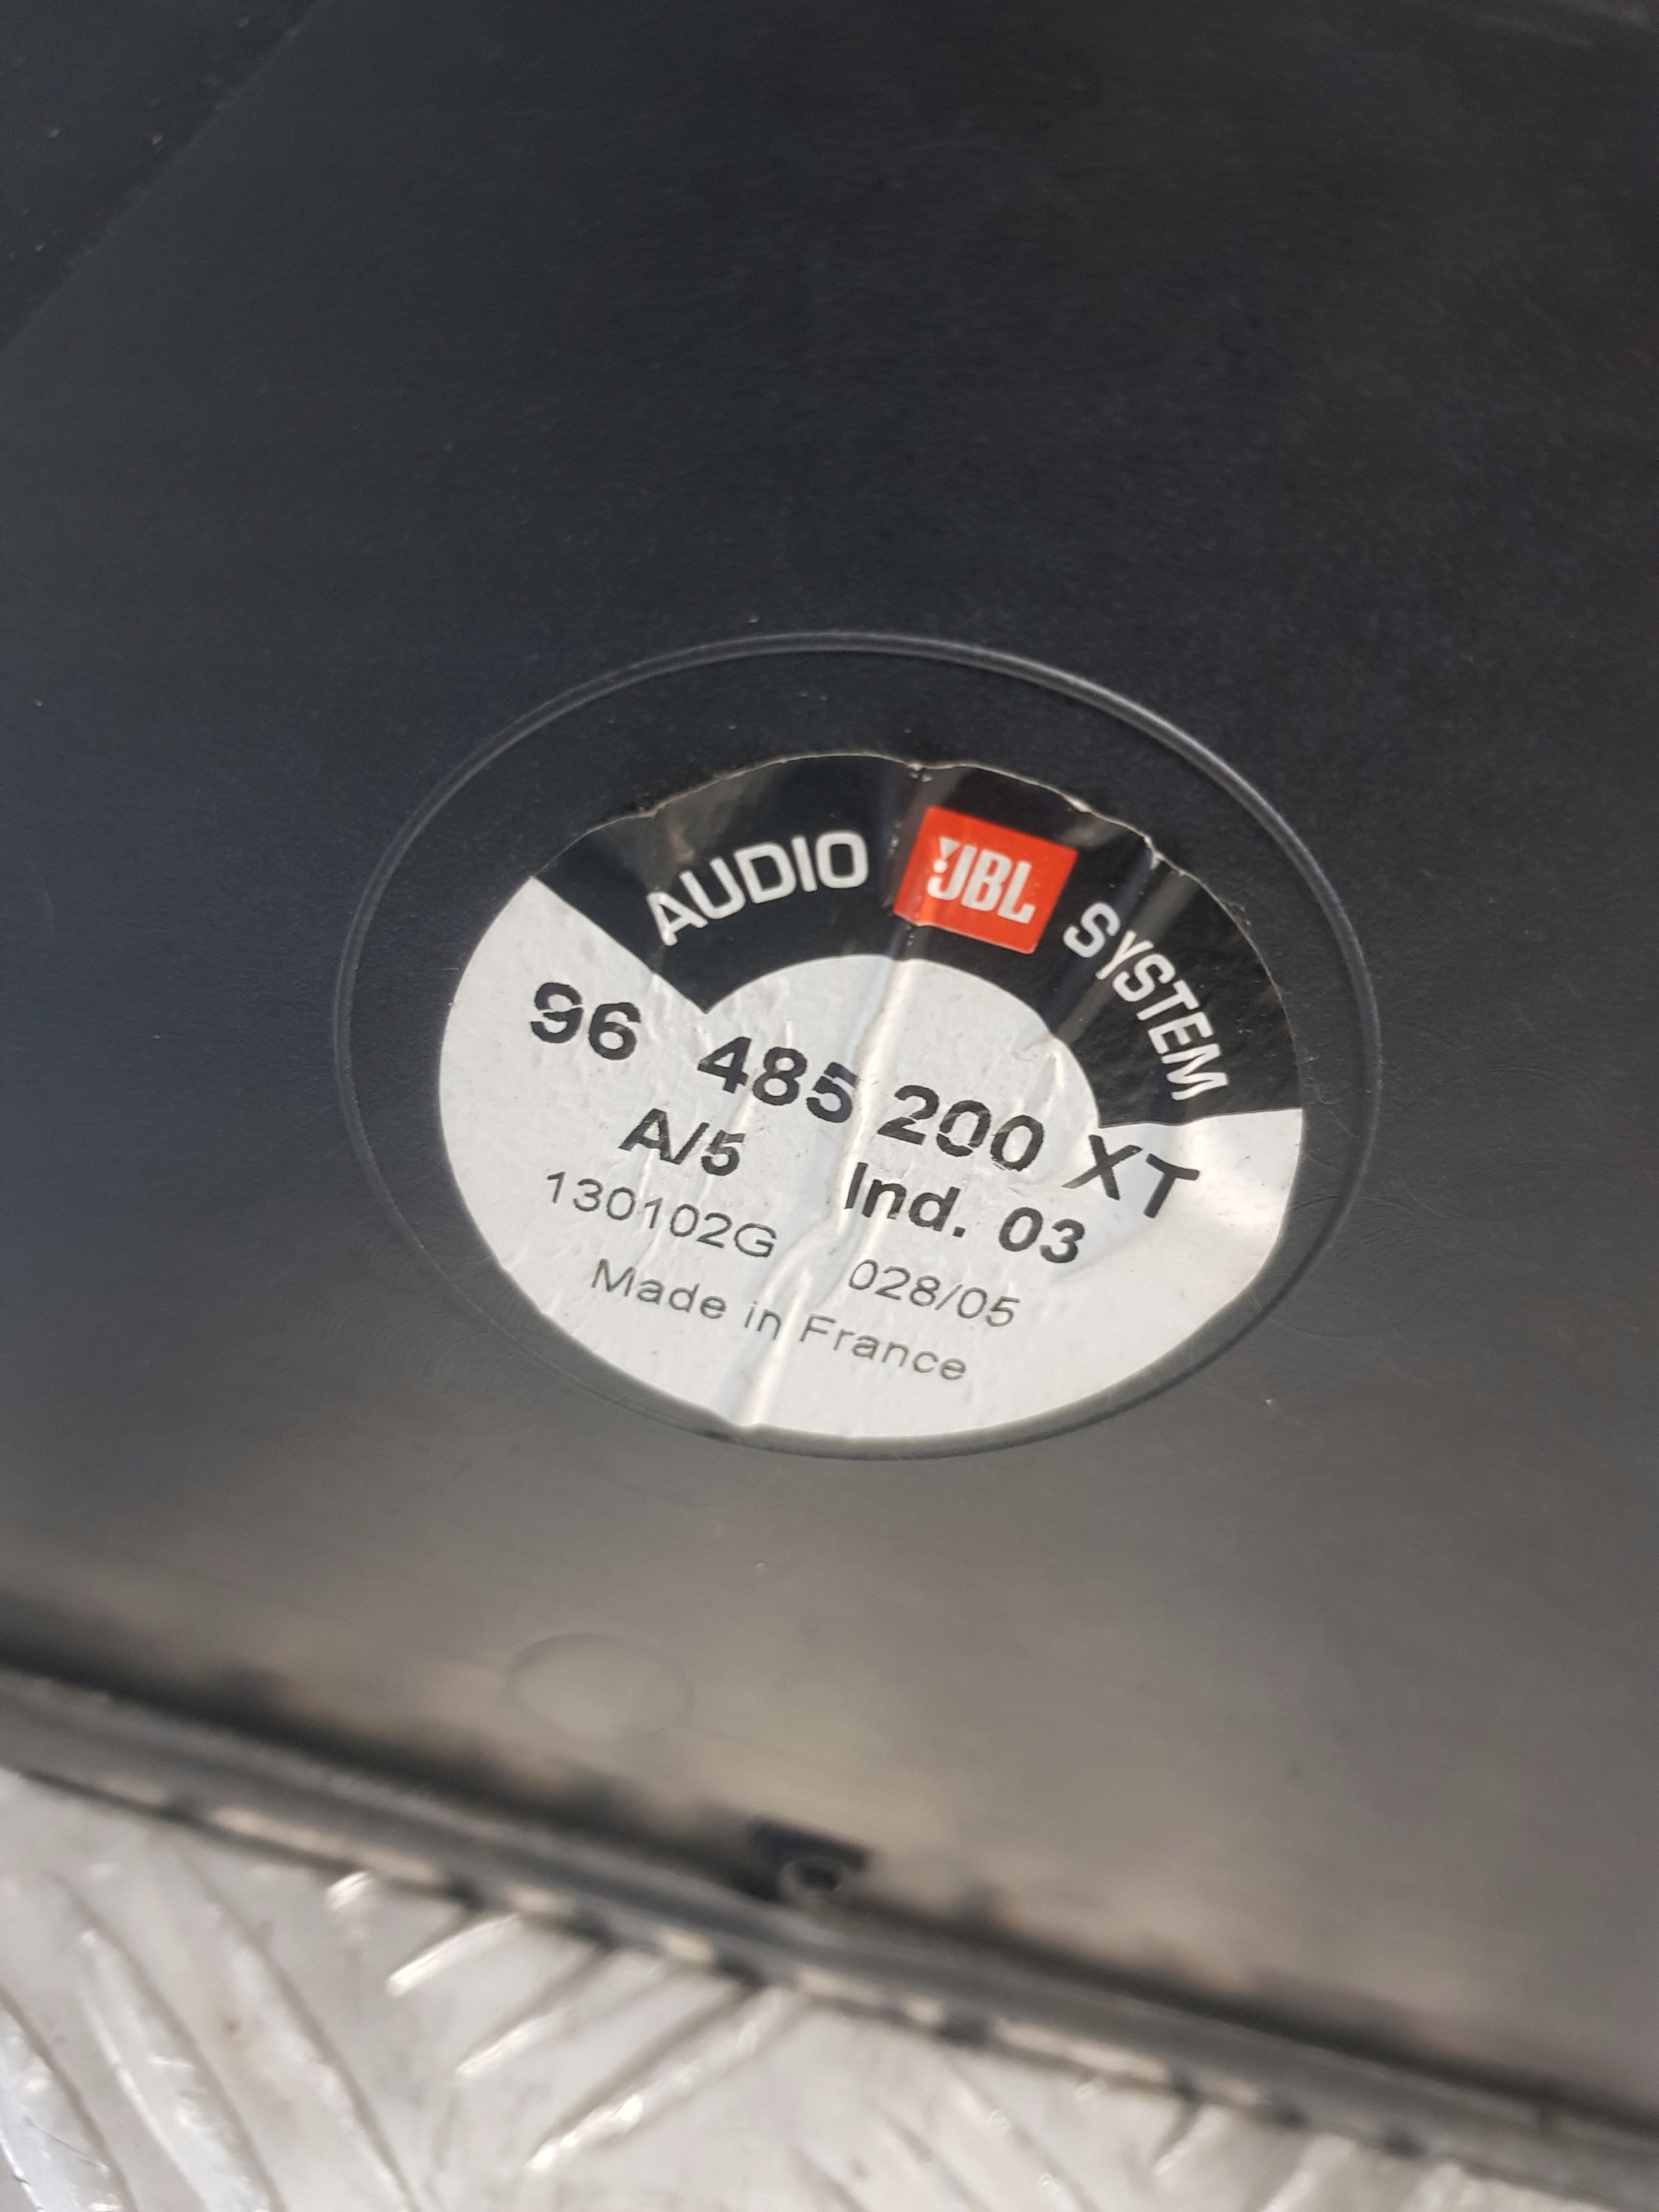 AUDIO JBL SYSTEM
96 485 200 XT
A/5 Ind. 03
130102G 028/05
Made in France